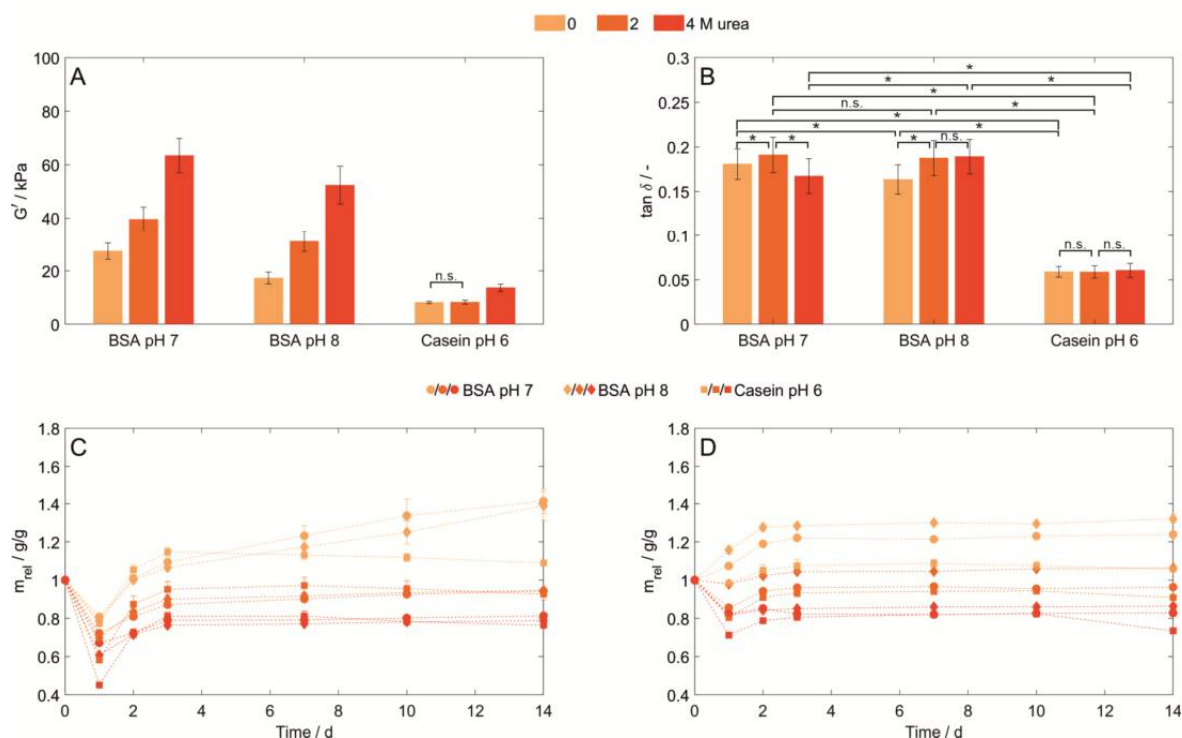 0 2 4 M urea
A
G′ / kPa
100
80
60
40
20
0
n.s.
BSA pH 7 BSA pH 8 Casein pH 6
B
tan δ / -
0.3
0.25
0.2
0.15
0.1
0.05
0
*
* *
*
n.s. *
*
* *
* * * n.s.
n.s. n.s.
BSA pH 7 BSA pH 8 Casein pH 6
BSA pH 7 BSA pH 8 Casein pH 6
C
m_rel / g/g
1.8
1.6
1.4
1.2
1
0.8
0.6
0.4
0 2 4 6 8 10 12 14
Time / d
D
m_rel / g/g
1.8
1.6
1.4
1.2
1
0.8
0.6
0.4
0 2 4 6 8 10 12 14
Time / d